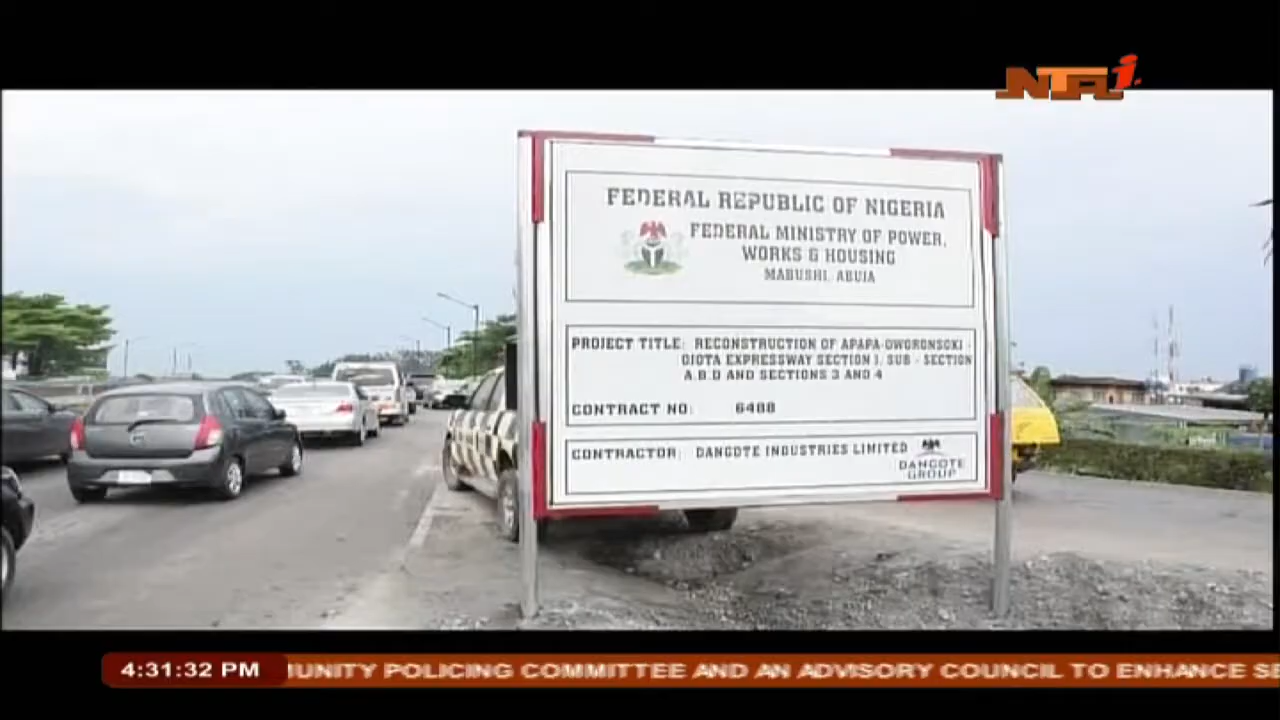 NTA i.
FEDERAL REPUBLIC OF NIGERIA
FEDERAL MINISTRY OF POWER,
WORKS & HOUSING
MABUSHI, ABUJA
PROJECT TITLE: RECONSTRUCTION OF APAPA-OWORONSOKI -
OJOTA EXPRESSWAY SECTION I, SUB - SECTION
A.B.D AND SECTIONS 3 AND 4
CONTRACT NO: 6488
CONTRACTOR: DANGOTE INDUSTRIES LIMITED
DANGOTE
GROUP
4:31:32 PM
UNITY POLICING COMMITTEE AND AN ADVISORY COUNCIL TO ENHANCE SE